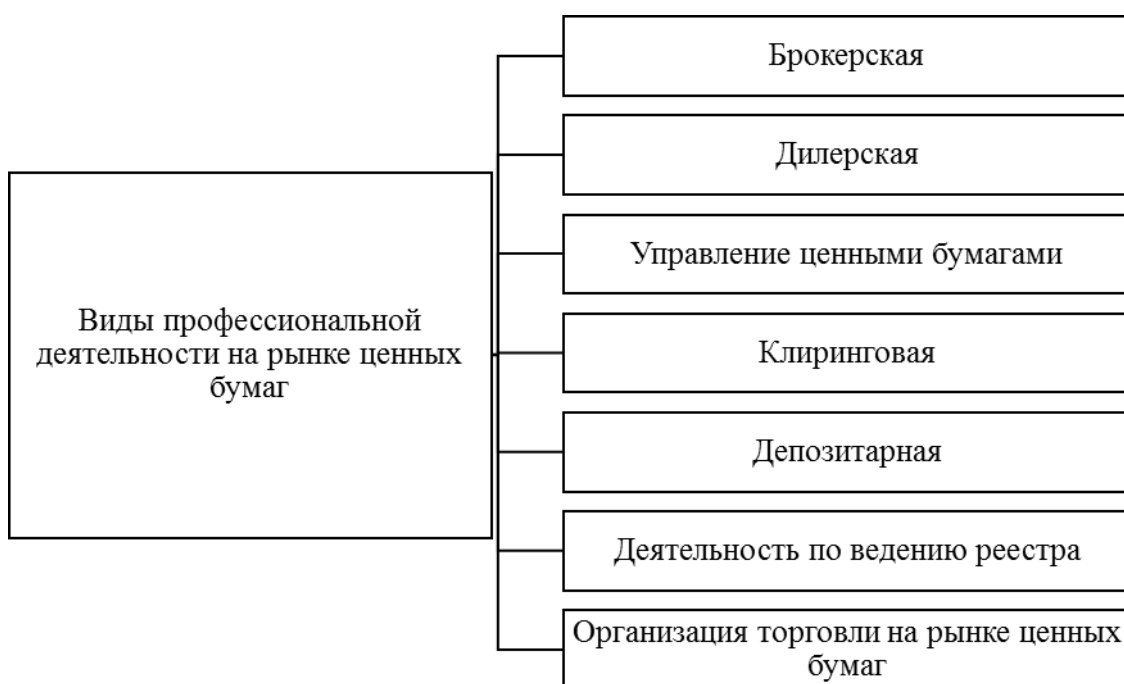 Брокерская
Дилерская
Управление ценными бумагами
Виды профессиональной
деятельности на рынке ценных
бумаг
Клиринговая
Депозитарная
Деятельность по ведению реестра
Организация торговли на рынке ценных
бумаг